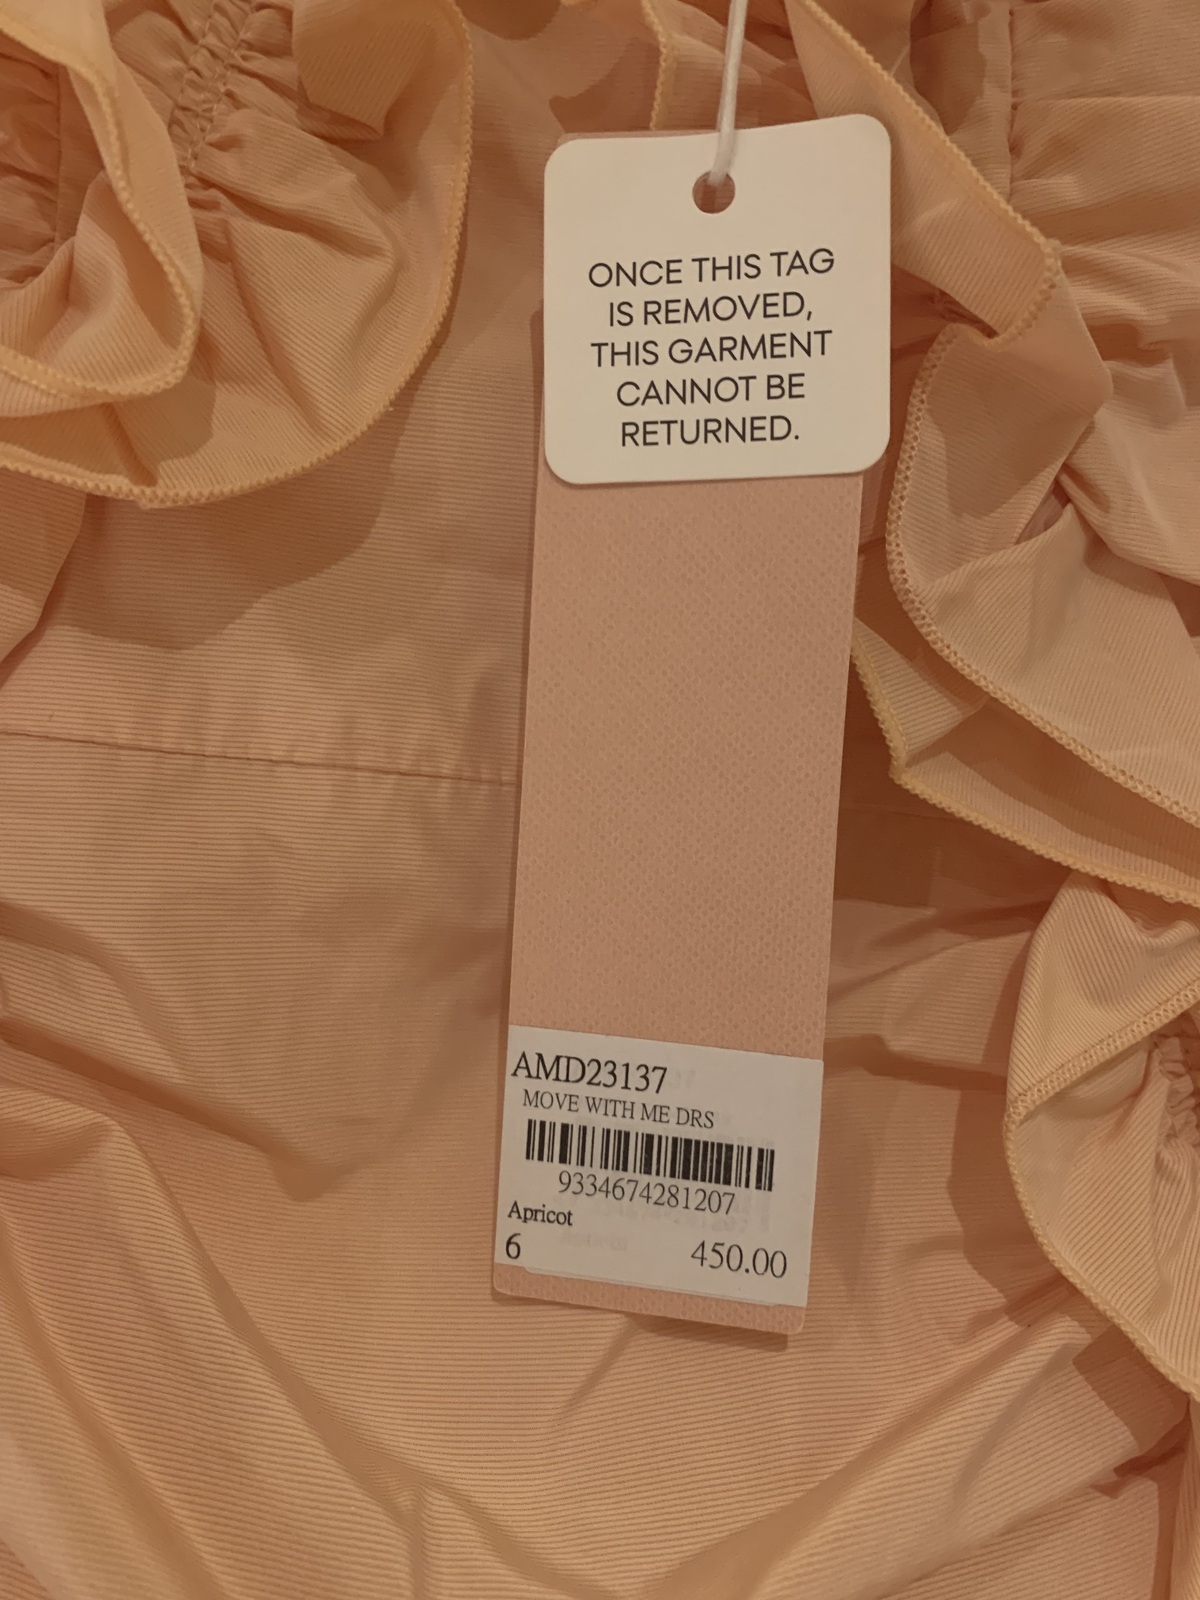 ONCE THIS TAG
IS REMOVED,
THIS GARMENT
CANNOT BE
RETURNED.
AMD23137
MOVE WITH ME DRS
9334674281207
Apricot
6 450.00